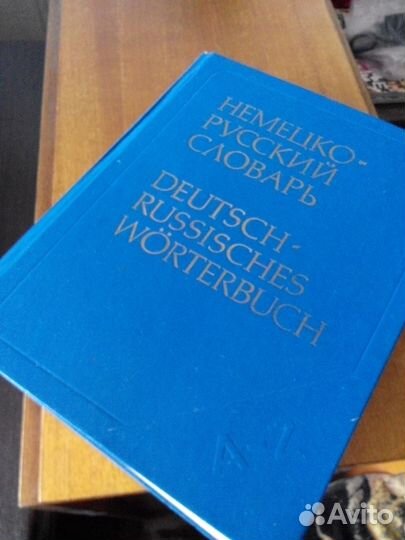 НЕМЕЦКО-
РУССКИЙ
СЛОВАРЬ
DEUTSCH-
RUSSISCHES
WÖRTERBUCH
Avito